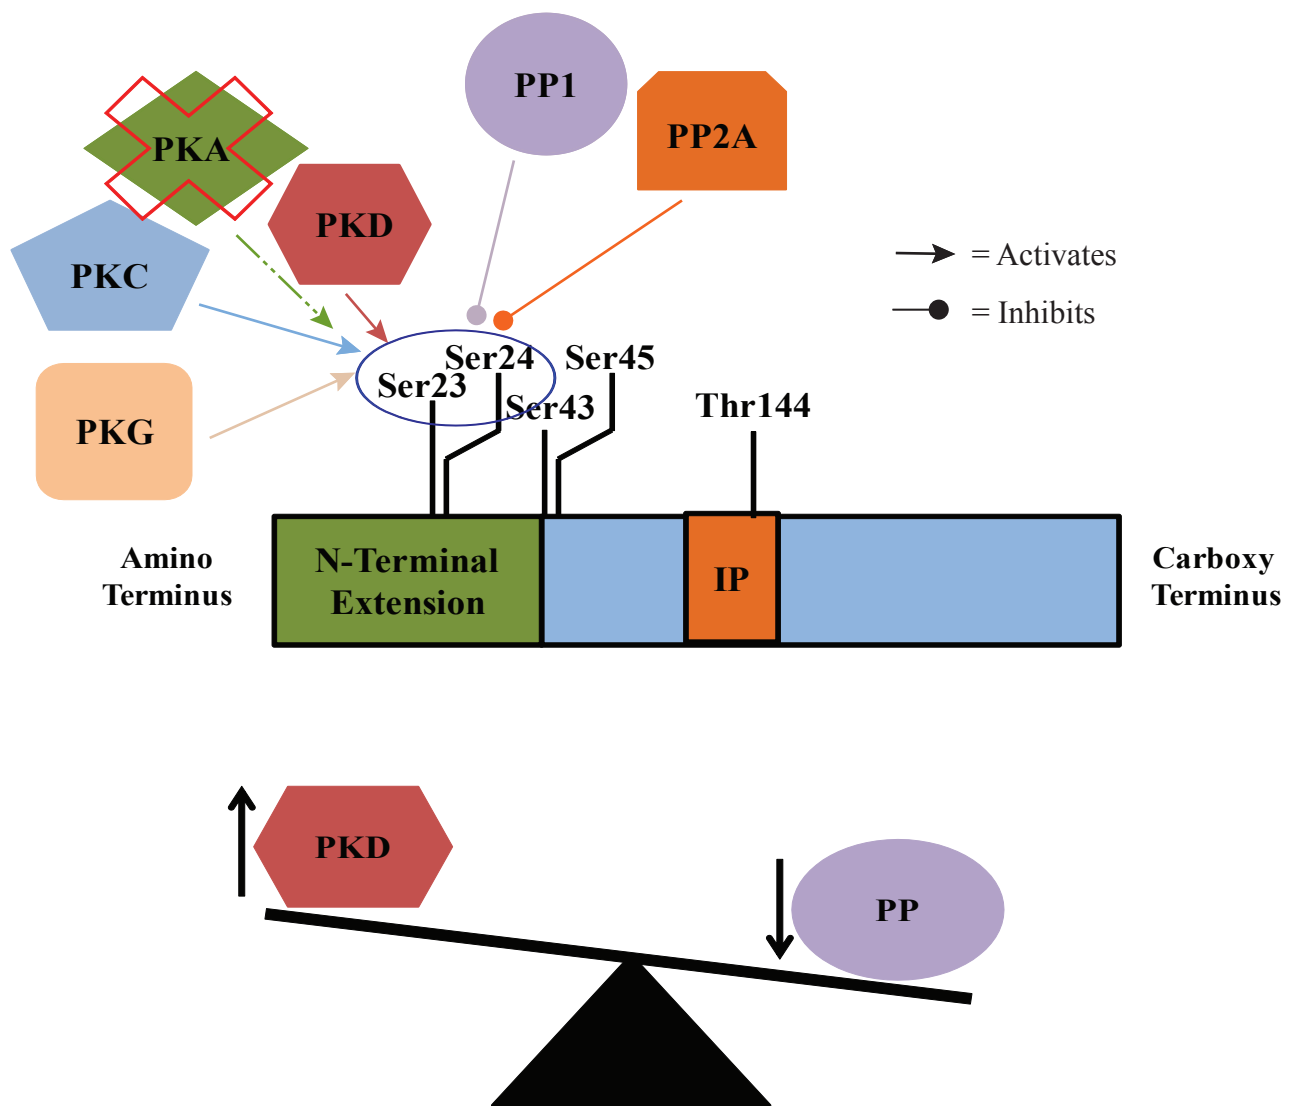 PP1
PP2A
PKA
PKD
PKC
PKG
= Activates
= Inhibits
Ser24
Ser45
Ser23
Ser43
Thr144
Amino
Terminus
N-Terminal
Extension
IP
Carboxy
Terminus
PKD
PP